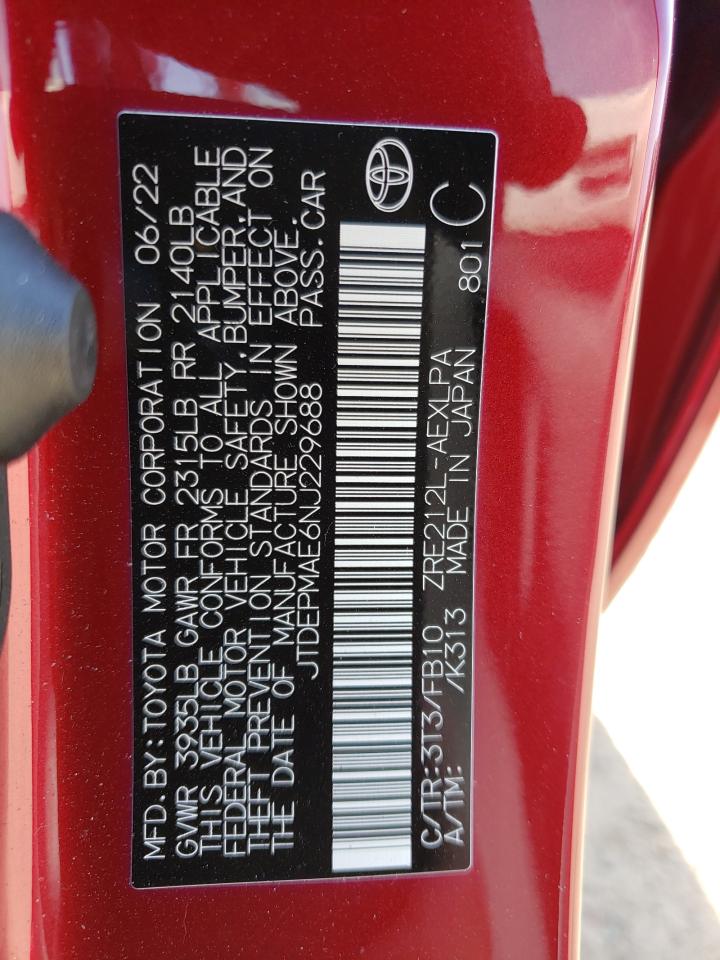 MFD.BY:TOYOTA MOTOR CORPORATION 06/22
GVWR 3935LB GAWR FR 2315LB RR 2140LB
THIS VEHICLE CONFORMS TO ALL APPLICABLE
FEDERAL MOTOR VEHICLE SAFETY,BUMPER,AND
THEFT PREVENTION STANDARDS IN EFFECT ON
THE DATE OF MANUFACTURE SHOWN ABOVE.
JTDEPMAE6NJ229688 PASS.CAR
C/TR:3T3/FB10 ZRE212L-AEXLPA 801 C
A/TM: /K313 MADE IN JAPAN